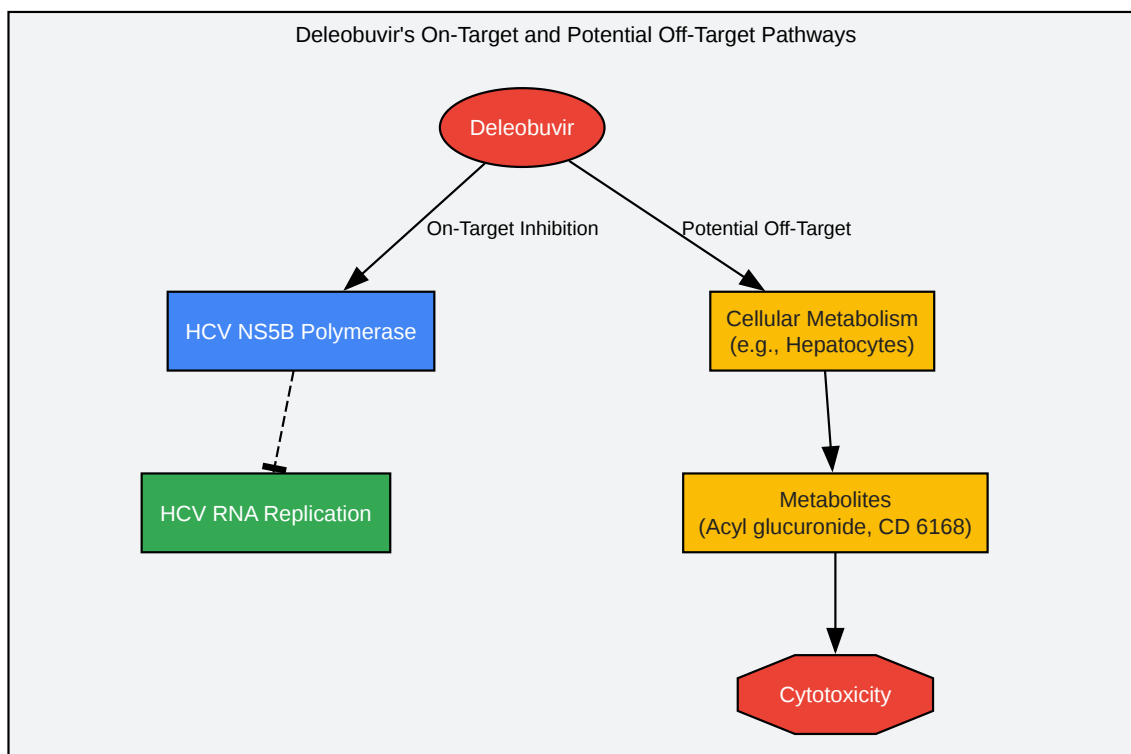 Deleobuvir's On-Target and Potential Off-Target Pathways
Deleobuvir
On-Target Inhibition
Potential Off-Target
HCV NS5B Polymerase
Cellular Metabolism
(e.g., Hepatocytes)
HCV RNA Replication
Metabolites
(Acyl glucuronide, CD 6168)
Cytotoxicity